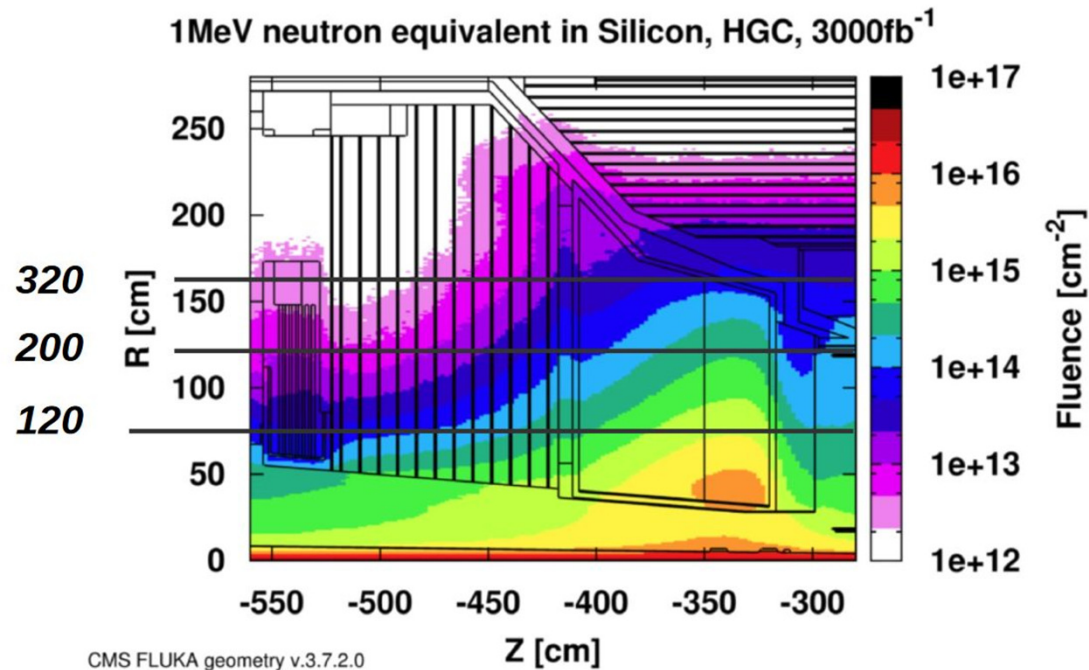 1MeV neutron equivalent in Silicon, HGC, 3000fb⁻¹
320
200
120
R [cm]
250
200
150
100
50
0
-550 -500 -450 -400 -350 -300
Z [cm]
1e+17
1e+16
1e+15
1e+14
1e+13
1e+12
Fluence [cm⁻²]
CMS FLUKA geometry v.3.7.2.0